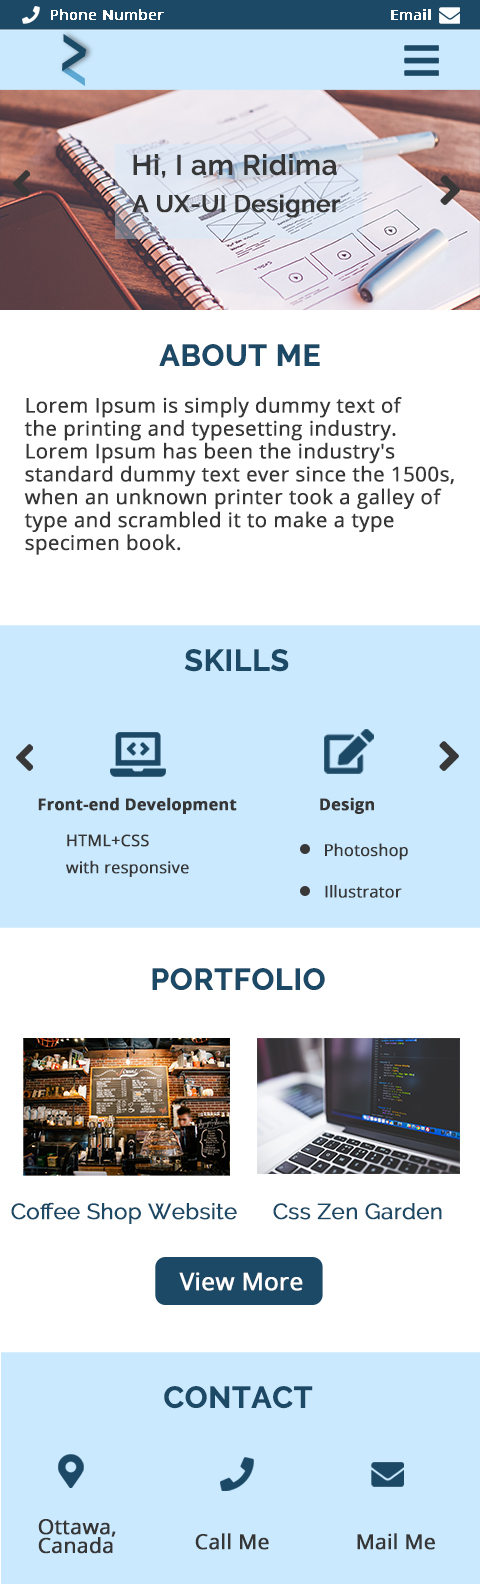 Phone Number
Email
Hi, I am Ridima
A UX-UI Designer
ABOUT ME
Lorem Ipsum is simply dummy text of
the printing and typesetting industry.
Lorem Ipsum has been the industry's
standard dummy text ever since the 1500s,
when an unknown printer took a galley of
type and scrambled it to make a type
specimen book.
SKILLS
Front-end Development
HTML+CSS
with responsive
Design
Photoshop
Illustrator
PORTFOLIO
Coffee Shop Website
Css Zen Garden
View More
CONTACT
Ottawa,
Canada
Call Me
Mail Me